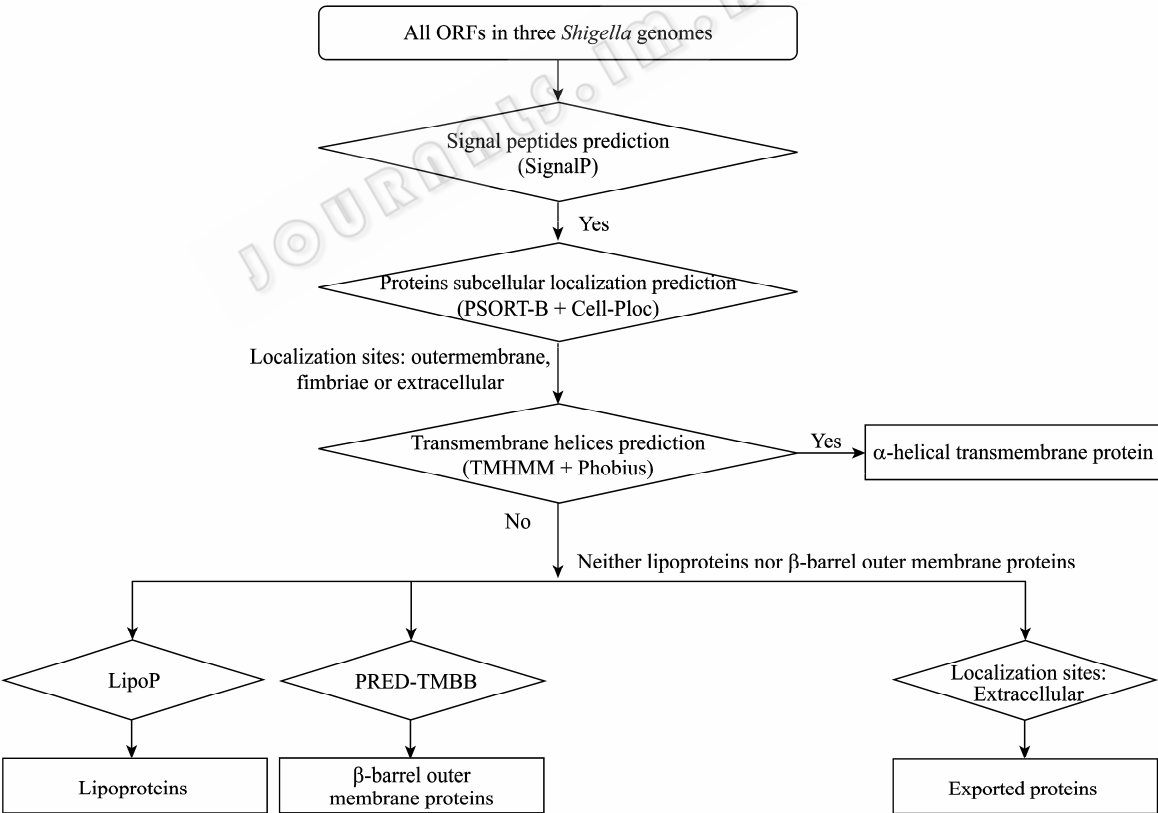 All ORFs in three Shigella genomes
Signal peptides prediction
(SignalP)
Yes
Proteins subcellular localization prediction
(PSORT-B + Cell-Ploc)
Localization sites: outermembrane,
fimbriae or extracellular
Transmembrane helices prediction
(TMHMM + Phobius)
Yes
α-helical transmembrane protein
No
Neither lipoproteins nor β-barrel outer membrane proteins
LipoP
PRED-TMBB
Localization sites:
Extracellular
Lipoproteins
β-barrel outer
membrane proteins
Exported proteins
JOURNALS.IM.